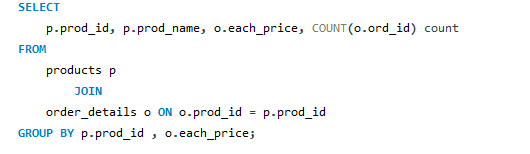 SELECT
p.prod_id, p.prod_name, o.each_price, COUNT(o.ord_id) count
FROM
products p
JOIN
order_details o ON o.prod_id = p.prod_id
GROUP BY p.prod_id , o.each_price;